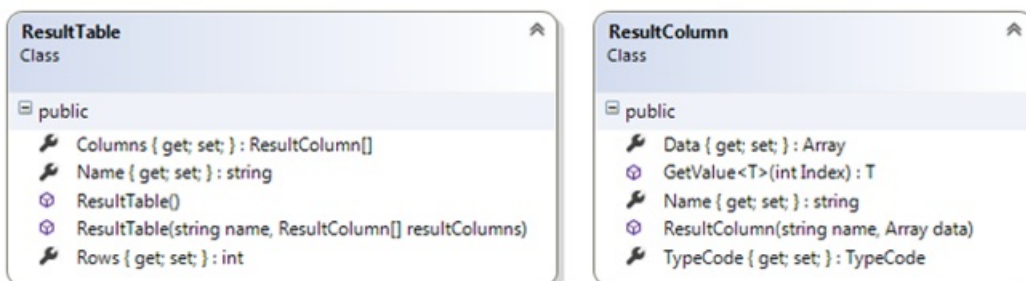 ResultTable
Class
public
Columns { get; set; } : ResultColumn[]
Name { get; set; } : string
ResultTable()
ResultTable(string name, ResultColumn[] resultColumns)
Rows { get; set; } : int
ResultColumn
Class
public
Data { get; set; } : Array
GetValue<T>(int Index) : T
Name { get; set; } : string
ResultColumn(string name, Array data)
TypeCode { get; set; } : TypeCode